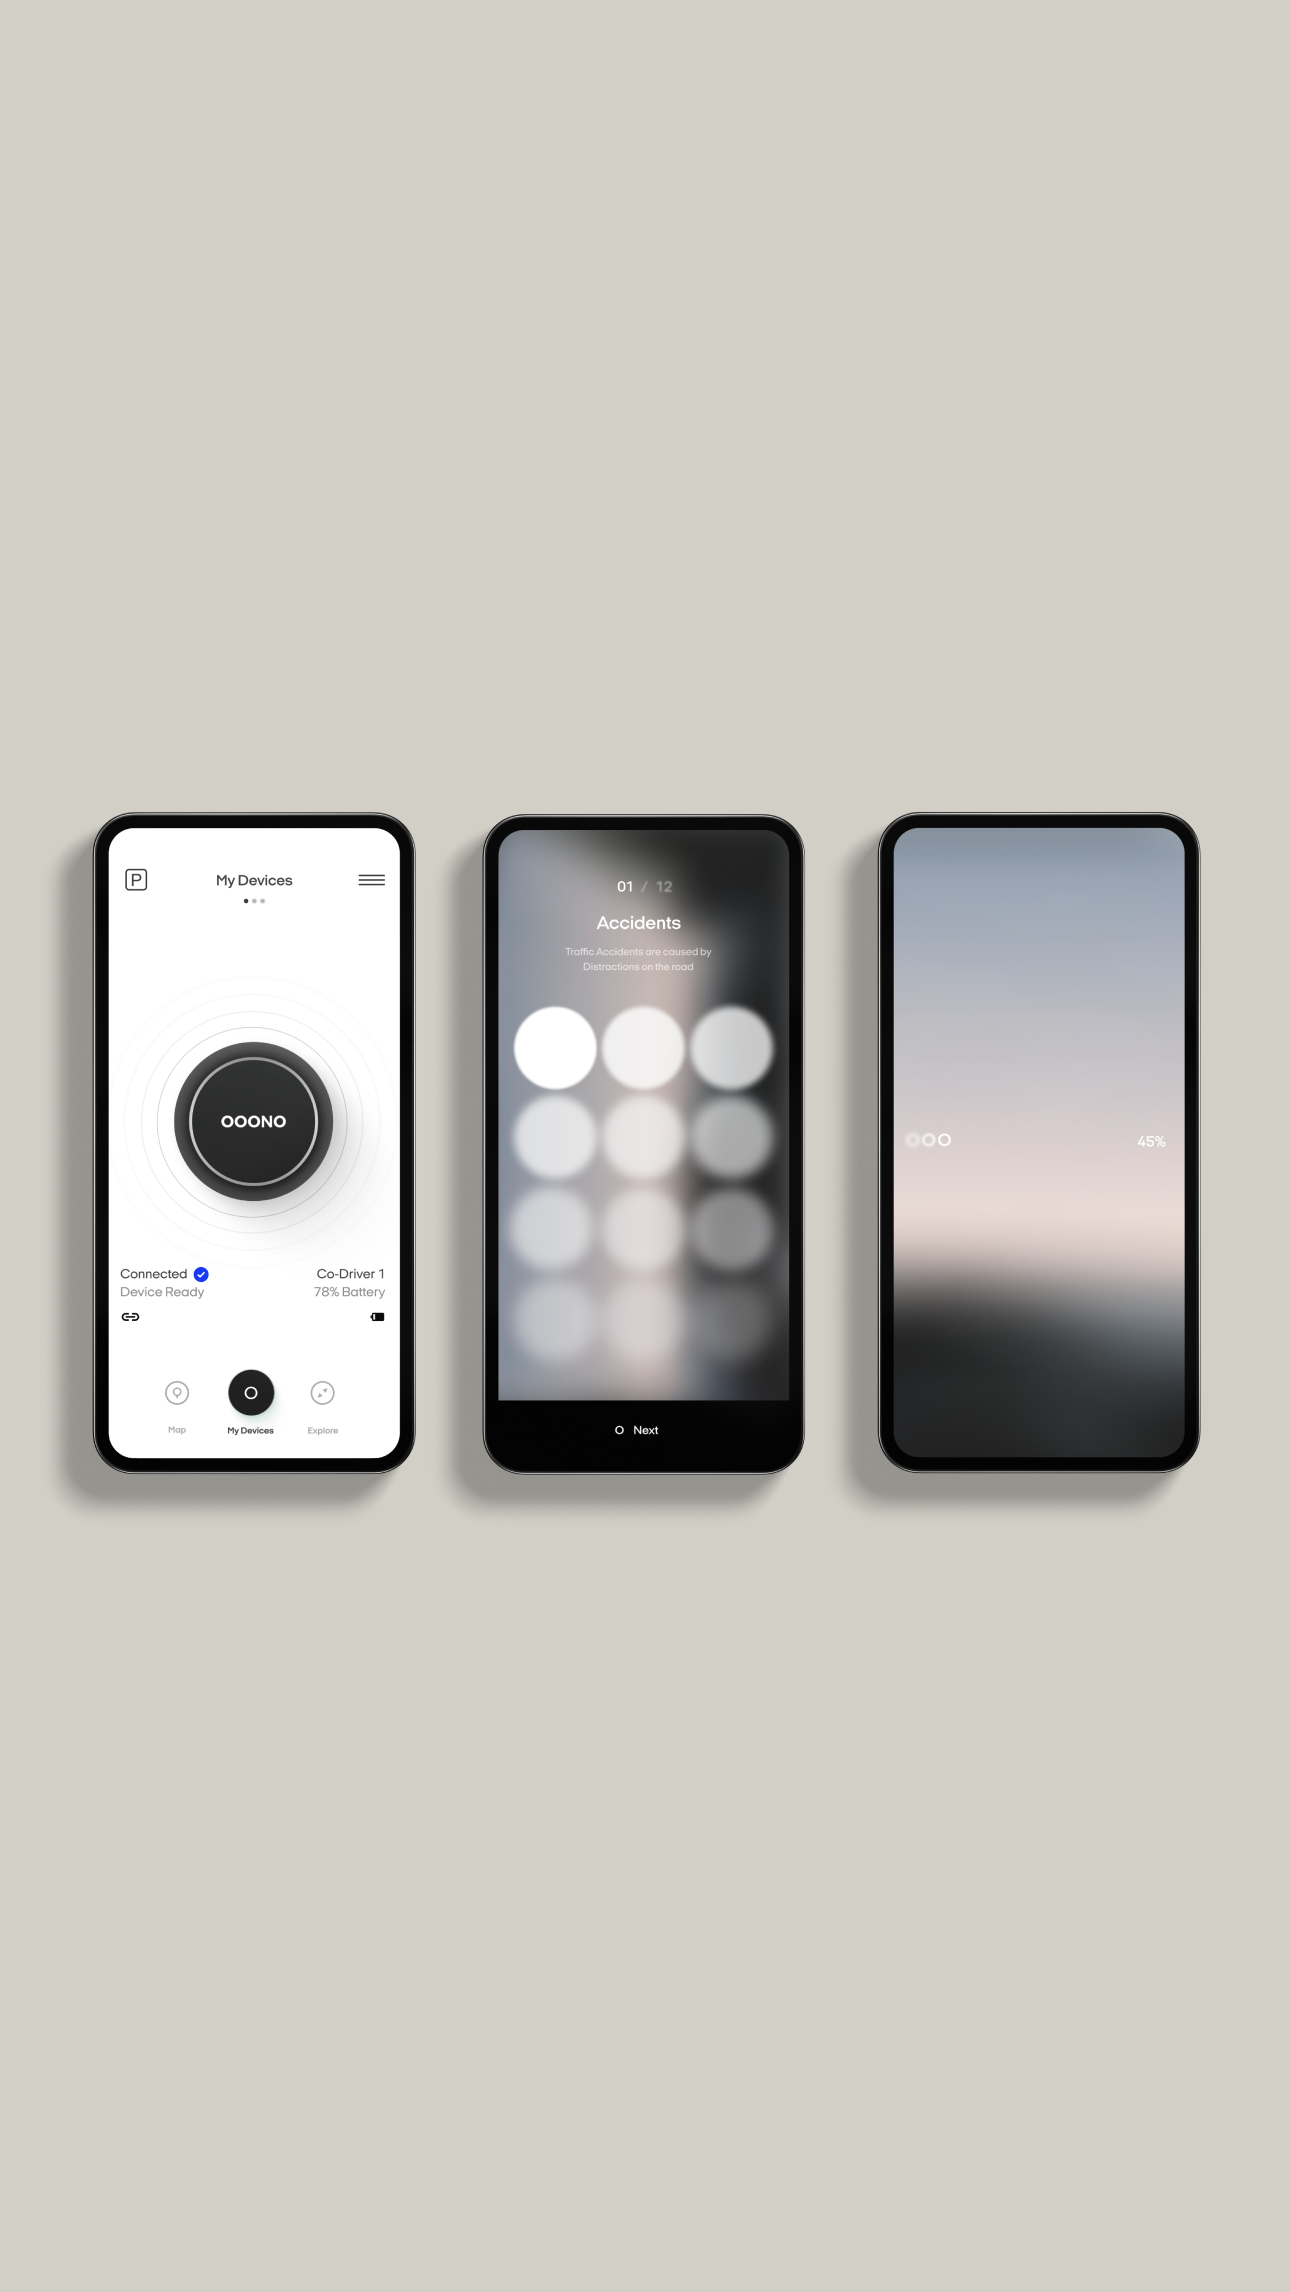 P
My Devices
OOONO
Connected
Co-Driver 1
Device Ready
78% Battery
Map
My Devices
Explore
01 / 12
Accidents
Traffic Accidents are caused by
Distractions on the road
Next
45%